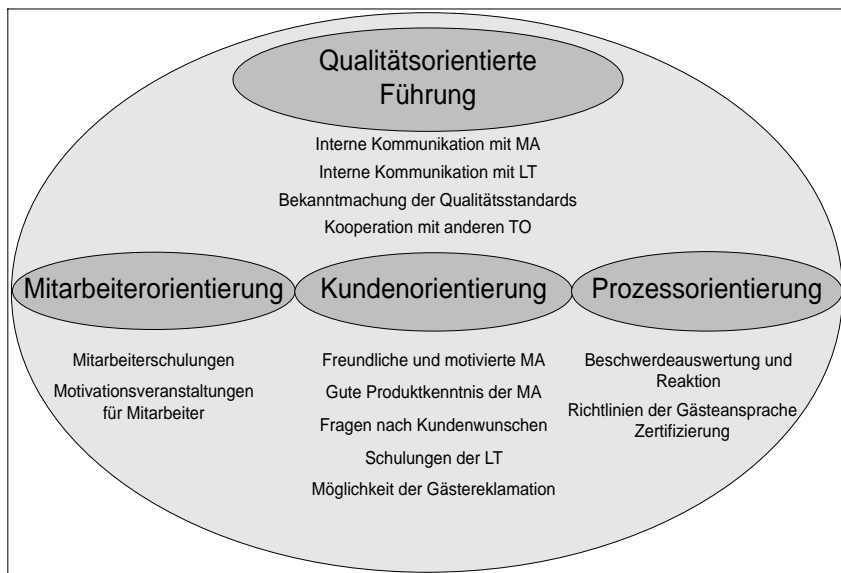 Qualitätsorientierte
Führung
Interne Kommunikation mit MA
Interne Kommunikation mit LT
Bekanntmachung der Qualitätsstandards
Kooperation mit anderen TO
Mitarbeiterorientierung
Mitarbeiterschulungen
Motivationsveranstaltungen
für Mitarbeiter
Kundenorientierung
Freundliche und motivierte MA
Gute Produktkenntnis der MA
Fragen nach Kundenwunschen
Schulungen der LT
Möglichkeit der Gästereklamation
Prozessorientierung
Beschwerdeauswertung und
Reaktion
Richtlinien der Gästeansprache
Zertifizierung